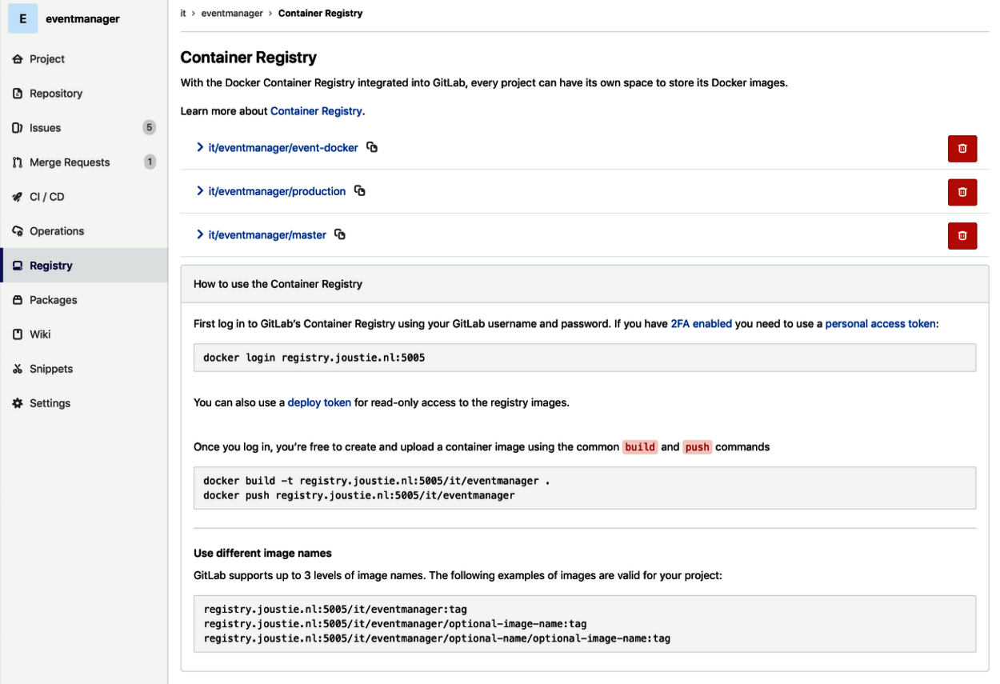 E eventmanager
it > eventmanager > Container Registry
Project
Repository
Issues 5
Merge Requests 1
CI / CD
Operations
Registry
Packages
Wiki
Snippets
Settings
Container Registry
With the Docker Container Registry integrated into GitLab, every project can have its own space to store its Docker images.
Learn more about Container Registry.
it/eventmanager/event-docker
it/eventmanager/production
it/eventmanager/master
How to use the Container Registry
First log in to GitLab's Container Registry using your GitLab username and password. If you have 2FA enabled you need to use a personal access token:
docker login registry.joustie.nl:5005
You can also use a deploy token for read-only access to the registry images.
Once you log in, you're free to create and upload a container image using the common build and push commands
docker build -t registry.joustie.nl:5005/it/eventmanager .
docker push registry.joustie.nl:5005/it/eventmanager
Use different image names
GitLab supports up to 3 levels of image names. The following examples of images are valid for your project:
registry.joustie.nl:5005/it/eventmanager:tag
registry.joustie.nl:5005/it/eventmanager/optional-image-name:tag
registry.joustie.nl:5005/it/eventmanager/optional-name/optional-image-name:tag